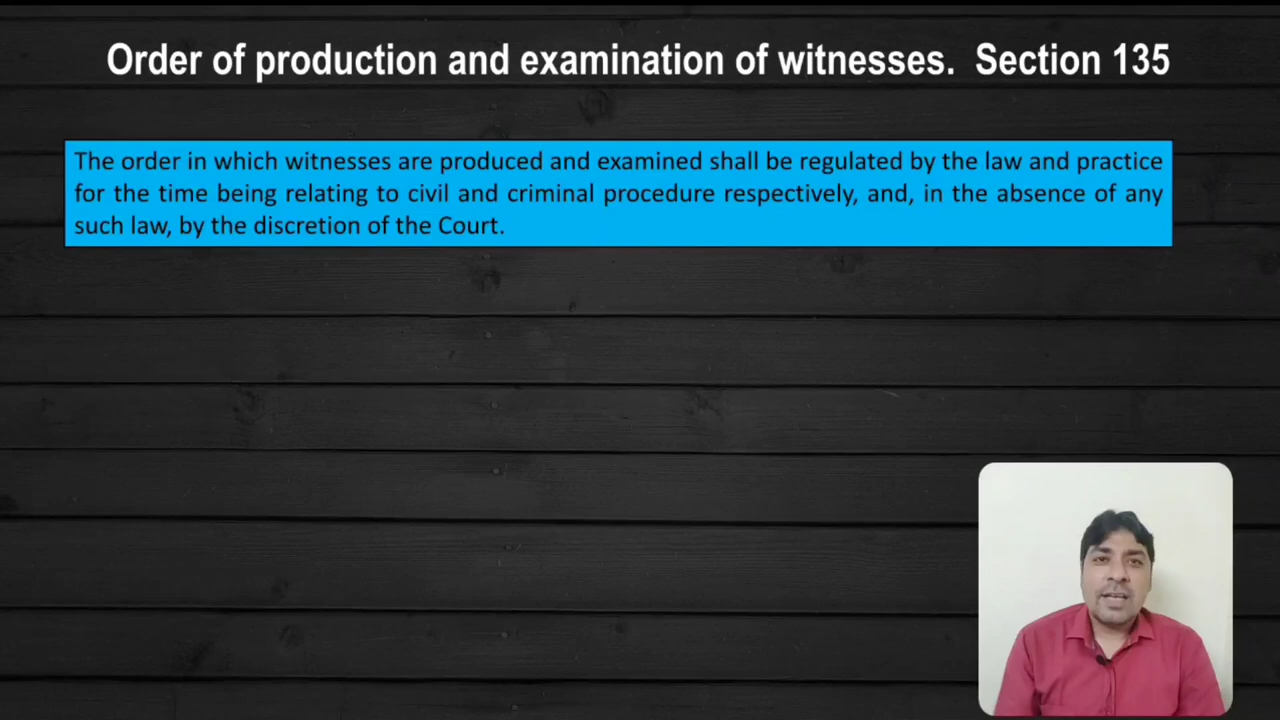 Order of production and examination of witnesses.  Section 135
The order in which witnesses are produced and examined shall be regulated by the law and practice
for the time being relating to civil and criminal procedure respectively, and, in the absence of any
such law, by the discretion of the Court.